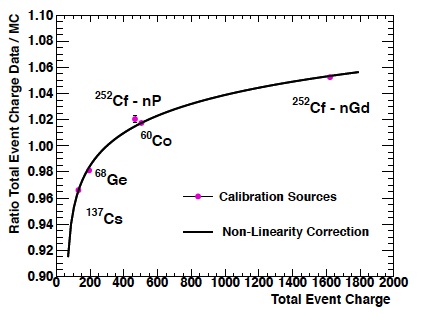 Ratio Total Event Charge Data / MC
1.10
1.08
1.06
1.04
1.02
1.00
0.98
0.96
0.94
0.92
0.90
²⁵²Cf - nP
⁶⁰Co
²⁵²Cf - nGd
⁶⁸Ge
¹³⁷Cs
Calibration Sources
Non-Linearity Correction
0 200 400 600 800 1000 1200 1400 1600 1800 2000
Total Event Charge